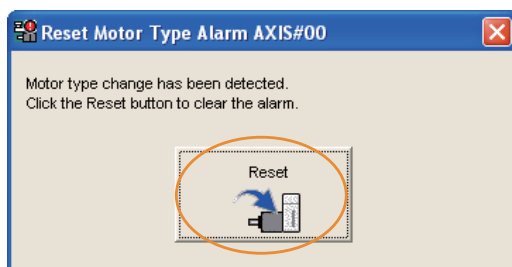 Reset Motor Type Alarm AXIS#00
Motor type change has been detected.
Click the Reset button to clear the alarm.
Reset